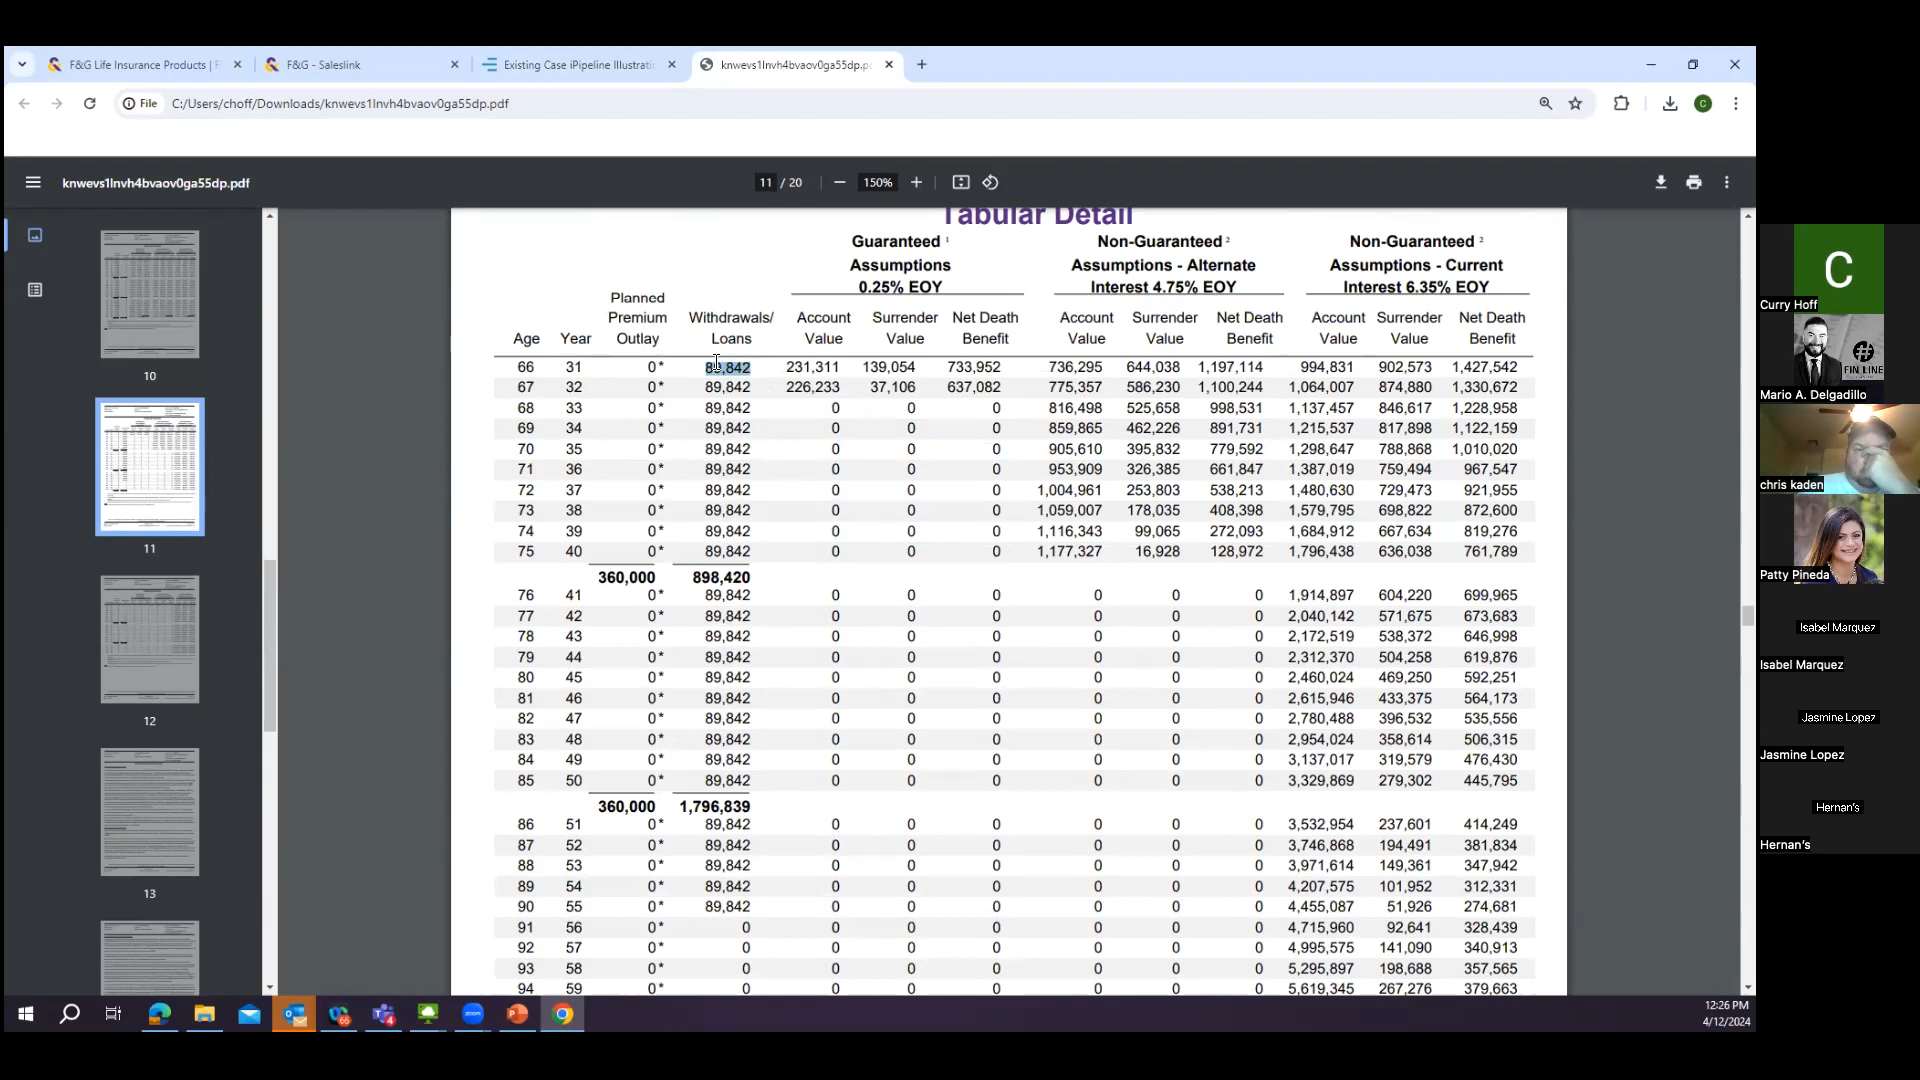 F&G Life Insurance Products | F
F&G - Saleslink
Existing Case iPipeline Illustrati
knwevs1lnvh4bvaov0ga55dp.pc
File
C:/Users/choff/Downloads/knwevs1lnvh4bvaov0ga55dp.pdf
C
knwevs1lnvh4bvaov0ga55dp.pdf
11 / 20
150%
10
11
12
13
Tabular Detail
Guaranteed 1 Non-Guaranteed 2 Non-Guaranteed 2
Assumptions Assumptions - Alternate Assumptions - Current
0.25% EOY Interest 4.75% EOY Interest 6.35% EOY
Planned
Premium Withdrawals/ Account Surrender Net Death Account Surrender Net Death Account Surrender Net Death
Age Year Outlay Loans Value Value Benefit Value Value Benefit Value Value Benefit
66 31 0* 89,842 231,311 139,054 733,952 736,295 644,038 1,197,114 994,831 902,573 1,427,542
67 32 0* 89,842 226,233 37,106 637,082 775,357 586,230 1,100,244 1,064,007 874,880 1,330,672
68 33 0* 89,842 0 0 0 816,498 525,658 998,531 1,137,457 846,617 1,228,958
69 34 0* 89,842 0 0 0 859,865 462,226 891,731 1,215,537 817,898 1,122,159
70 35 0* 89,842 0 0 0 905,610 395,832 779,592 1,298,647 788,868 1,010,020
71 36 0* 89,842 0 0 0 953,909 326,385 661,847 1,387,019 759,494 967,547
72 37 0* 89,842 0 0 0 1,004,961 253,803 538,213 1,480,630 729,473 921,955
73 38 0* 89,842 0 0 0 1,059,007 178,035 408,398 1,579,795 698,822 872,600
74 39 0* 89,842 0 0 0 1,116,343 99,065 272,093 1,684,912 667,634 819,276
75 40 0* 89,842 0 0 0 1,177,327 16,928 128,972 1,796,438 636,038 761,789
360,000 898,420
76 41 0* 89,842 0 0 0 0 0 0 1,914,897 604,220 699,965
77 42 0* 89,842 0 0 0 0 0 0 2,040,142 571,675 673,683
78 43 0* 89,842 0 0 0 0 0 0 2,172,519 538,372 646,998
79 44 0* 89,842 0 0 0 0 0 0 2,312,370 504,258 619,876
80 45 0* 89,842 0 0 0 0 0 0 2,460,024 469,250 592,251
81 46 0* 89,842 0 0 0 0 0 0 2,615,946 433,375 564,173
82 47 0* 89,842 0 0 0 0 0 0 2,780,488 396,532 535,556
83 48 0* 89,842 0 0 0 0 0 0 2,954,024 358,614 506,315
84 49 0* 89,842 0 0 0 0 0 0 3,137,017 319,579 476,430
85 50 0* 89,842 0 0 0 0 0 0 3,329,869 279,302 445,795
360,000 1,796,839
86 51 0* 89,842 0 0 0 0 0 0 3,532,954 237,601 414,249
87 52 0* 89,842 0 0 0 0 0 0 3,746,868 194,491 381,834
88 53 0* 89,842 0 0 0 0 0 0 3,971,614 149,361 347,942
89 54 0* 89,842 0 0 0 0 0 0 4,207,575 101,952 312,331
90 55 0* 89,842 0 0 0 0 0 0 4,455,087 51,926 274,681
91 56 0* 0 0 0 0 0 0 0 4,715,960 92,641 328,439
92 57 0* 0 0 0 0 0 0 0 4,995,575 141,090 340,913
93 58 0* 0 0 0 0 0 0 0 5,295,897 198,688 357,565
94 59 0* 0 0 0 0 0 0 0 5,619,345 267,276 379,663
12:26 PM
4/12/2024
C
Curry Hoff
FIN LINE
Mario A. Delgadillo
chris kaden
Patty Pineda
Isabel Marquez
Isabel Marquez
Jasmine Lopez
Jasmine Lopez
Hernan's
Hernan's